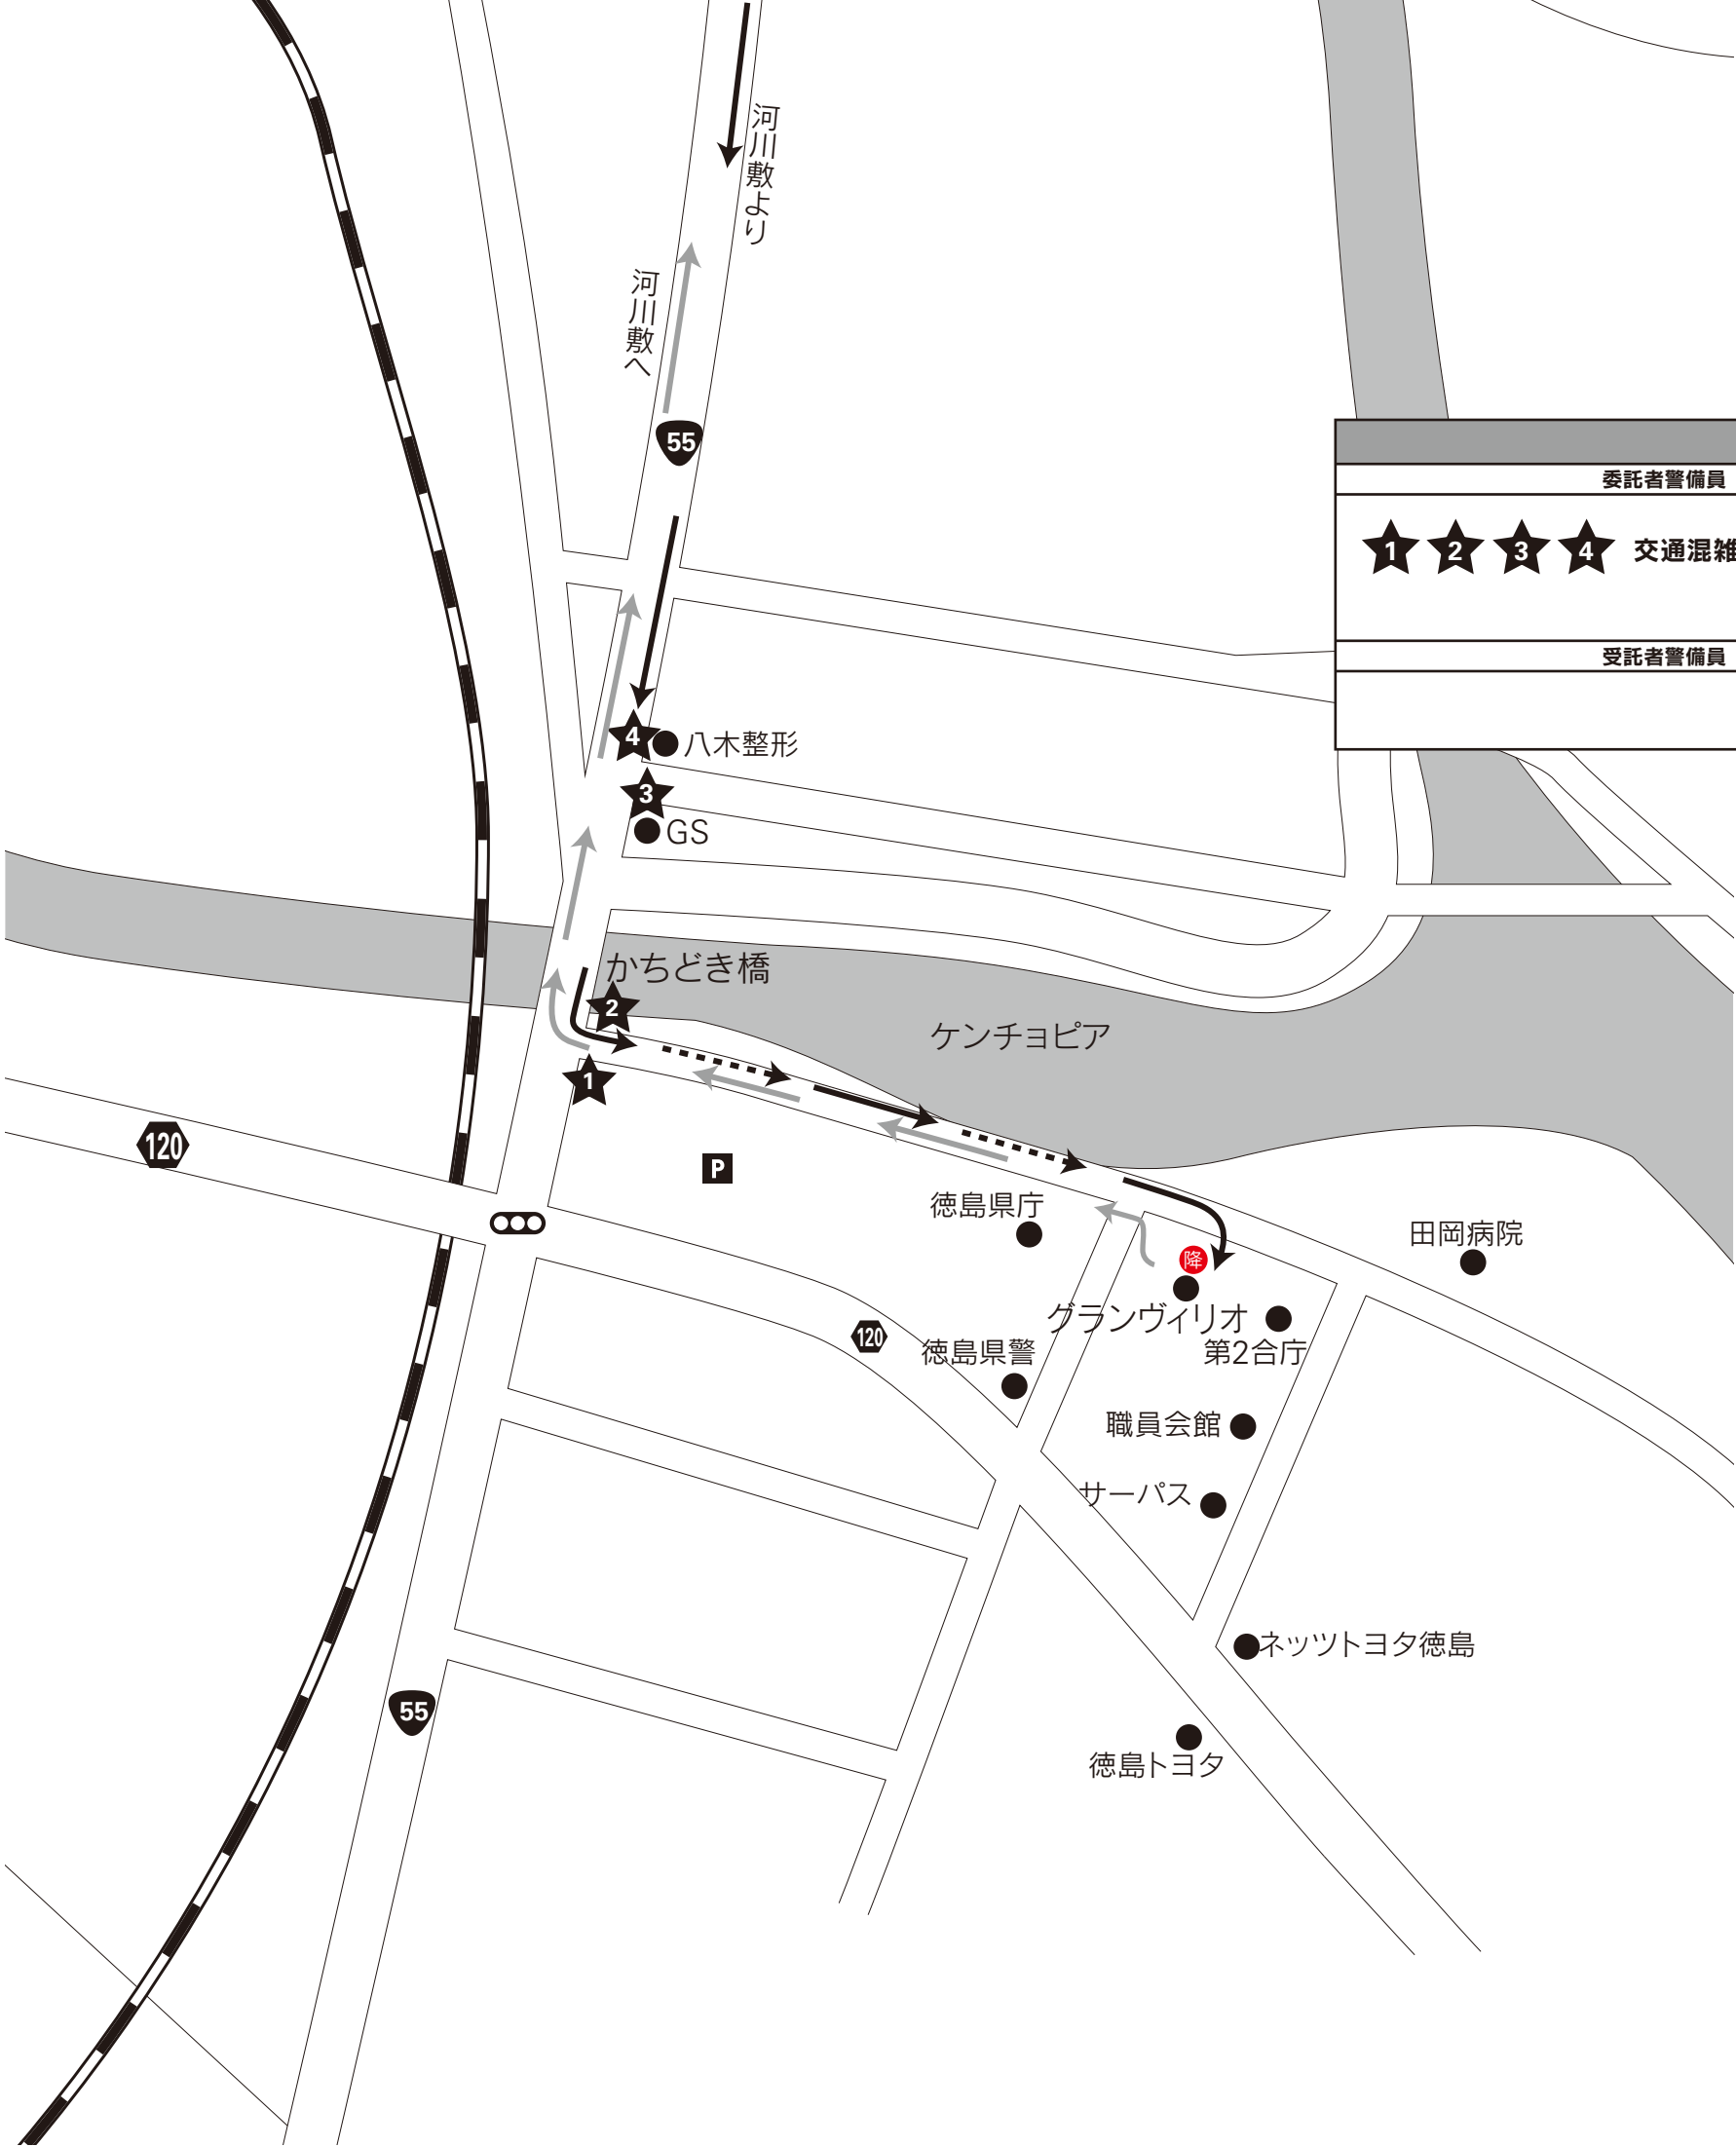 河川敷より
河川敷へ
55
委託者警備員
1 2 3 4 交通混雑
受託者警備員
4
八木整形
3
GS
かちどき橋
2
ケンチョピア
1
120
P
徳島県庁
田岡病院
降
グランヴィリオ
第2合庁
120
徳島県警
職員会館
サーパス
ネッツトヨタ徳島
55
徳島トヨタ